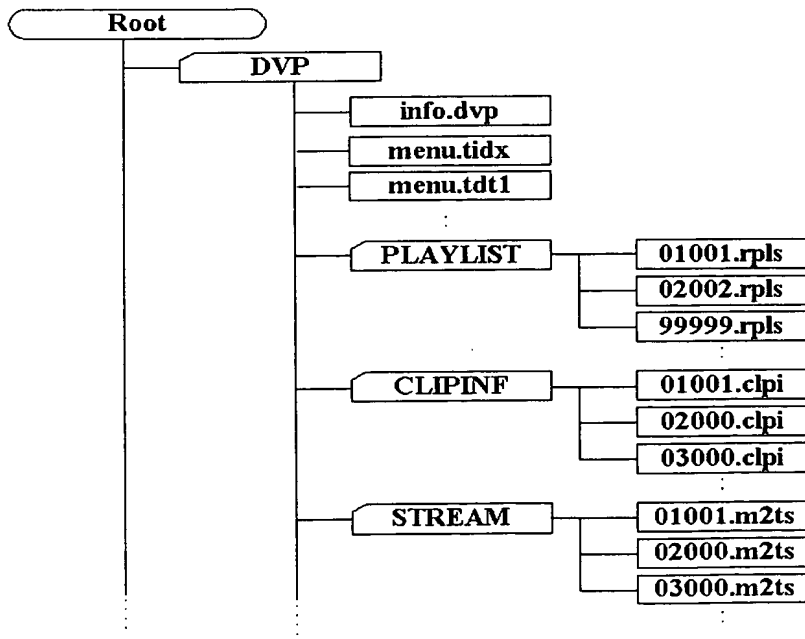 Root
DVP
info.dvp
menu.tidx
menu.tdt1
PLAYLIST
01001.rpls
02002.rpls
99999.rpls
CLIPINF
01001.clpi
02000.clpi
03000.clpi
STREAM
01001.m2ts
02000.m2ts
03000.m2ts